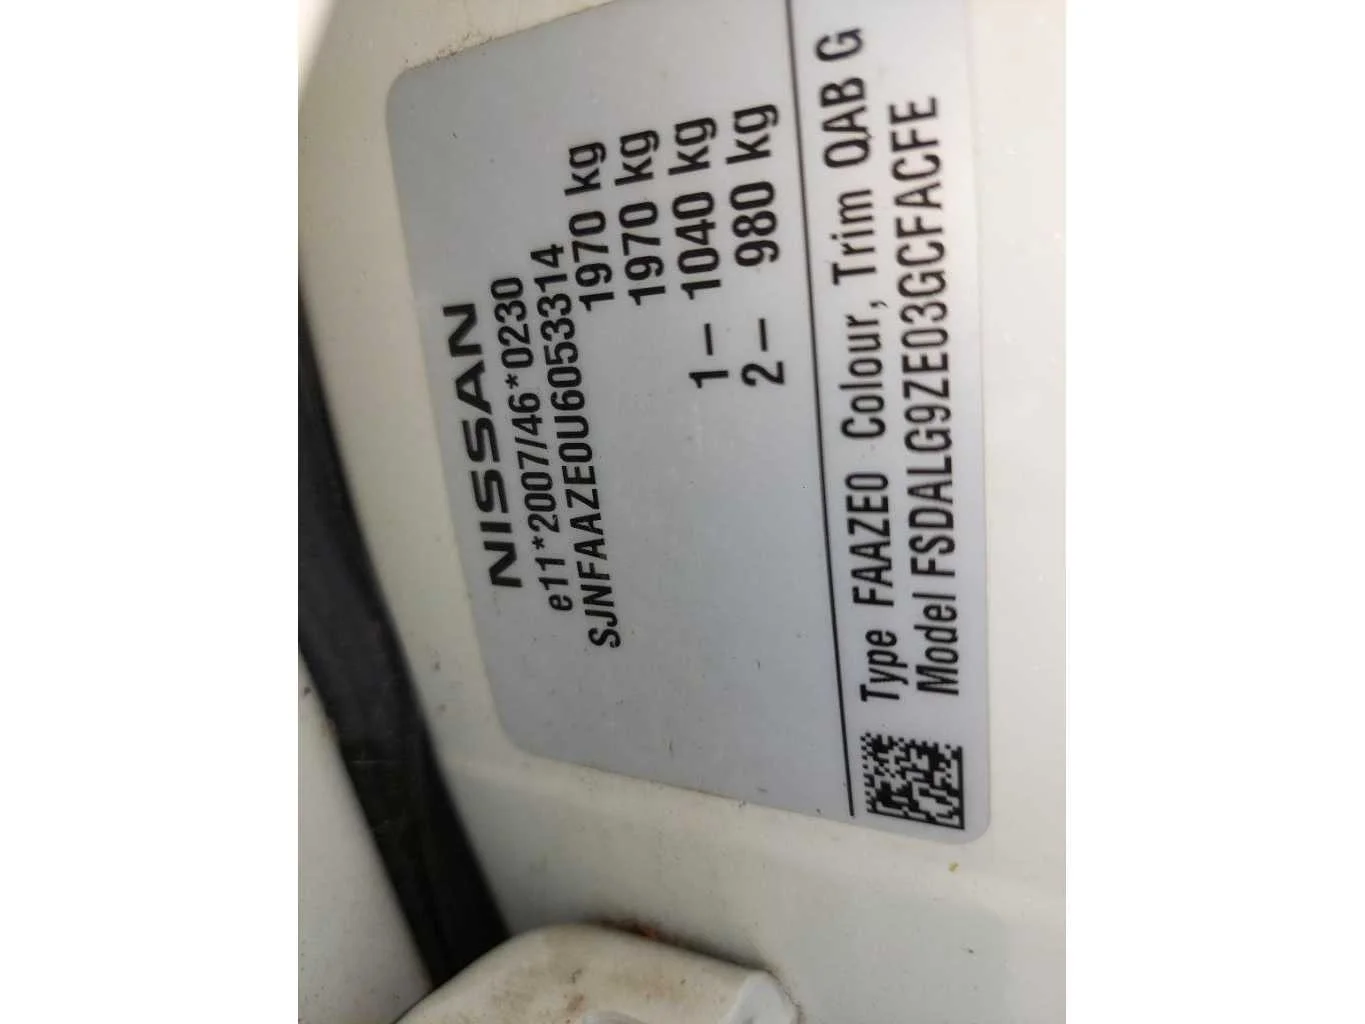 NISSAN
e11*2007/46*0230
SJNFAAZE0U6053314
1970 kg
1970 kg
1– 1040 kg
2– 980 kg
Type FAAZE0 Colour, Trim QAB G
Model FSDALG9ZE03GCFACFE